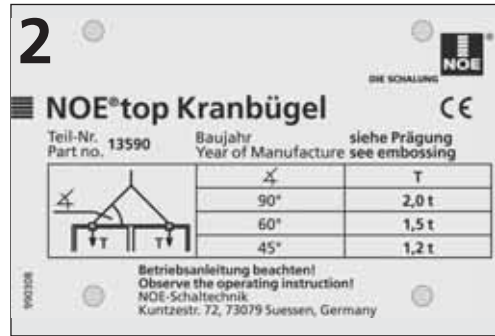 2
NOE®
DIE SCHALUNG
NOE®top Kranbügel CE
Teil-Nr. 13590 Baujahr siehe Prägung
Part no. Year of Manufacture see embossing
∡ T
90° 2,0 t
60° 1,5 t
45° 1,2 t
∡ T T
Betriebsanleitung beachten!
Observe the operating instruction!
NOE-Schaltechnik
Kuntzestr. 72, 73079 Suessen, Germany
990308